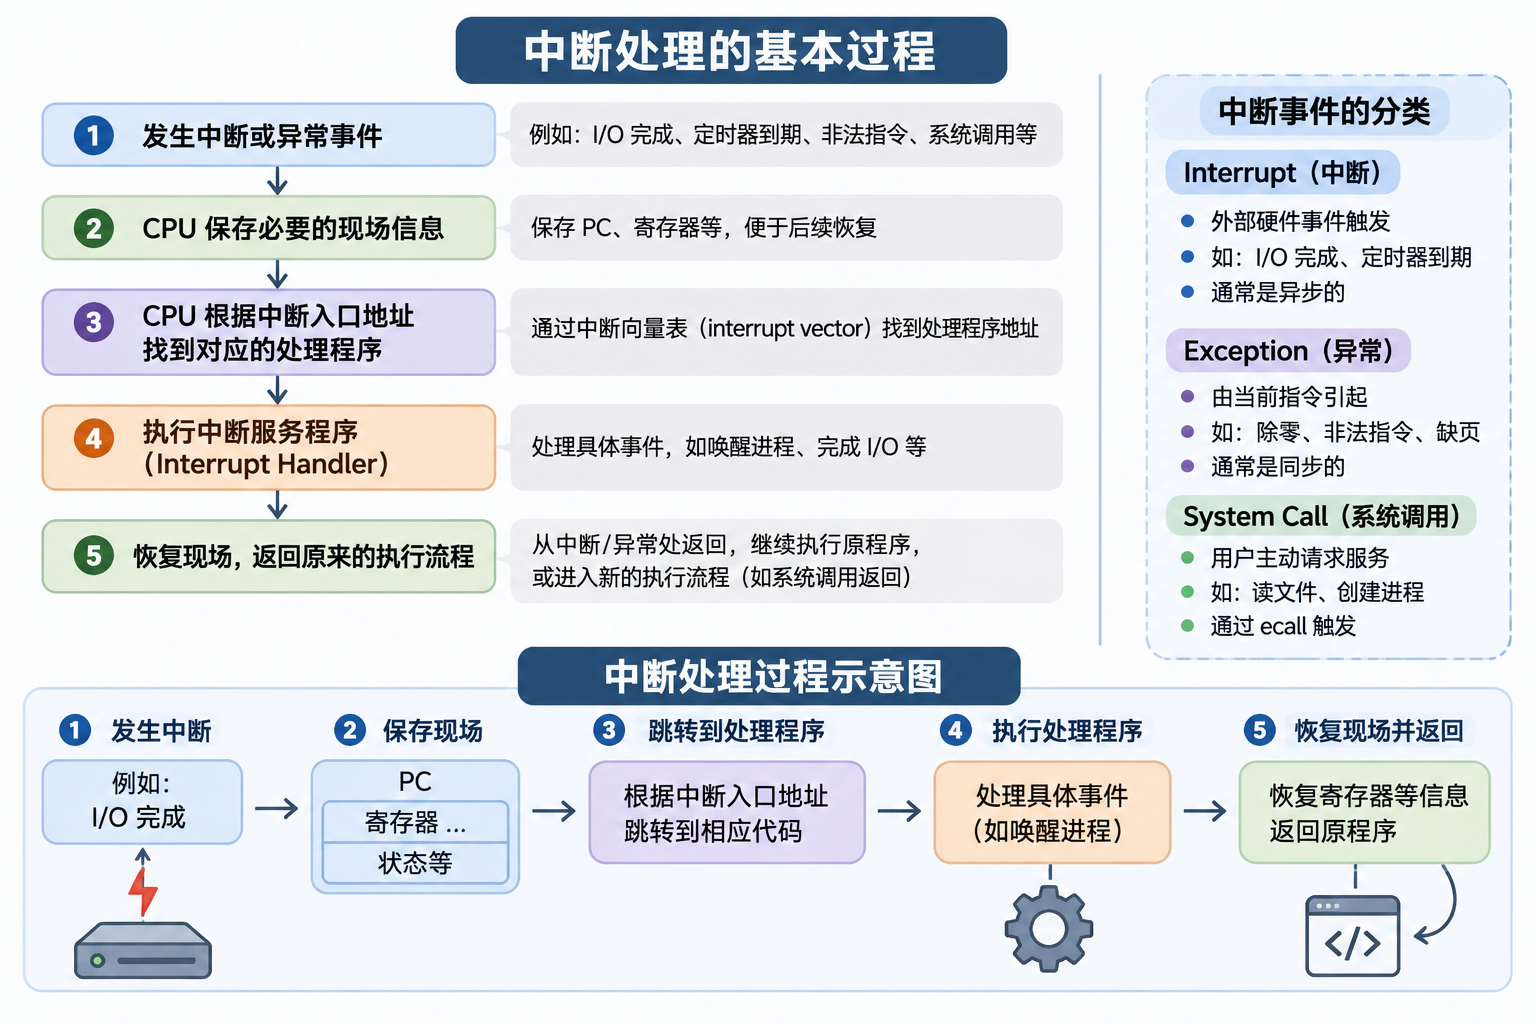 中断处理的基本过程
1 发生中断或异常事件
例如：I/O 完成、定时器到期、非法指令、系统调用等
2 CPU 保存必要的现场信息
保存 PC、寄存器等，便于后续恢复
3 CPU 根据中断入口地址
找到对应的处理程序
通过中断向量表（interrupt vector）找到处理程序地址
4 执行中断服务程序
（Interrupt Handler）
处理具体事件，如唤醒进程、完成 I/O 等
5 恢复现场，返回原来的执行流程
从中断/异常处返回，继续执行原程序，
或进入新的执行流程（如系统调用返回）
中断事件的分类
Interrupt（中断）
外部硬件事件触发
如：I/O 完成、定时器到期
通常是异步的
Exception（异常）
由当前指令引起
如：除零、非法指令、缺页
通常是同步的
System Call（系统调用）
用户主动请求服务
如：读文件、创建进程
通过 ecall 触发
中断处理过程示意图
1 发生中断
例如：
I/O 完成
2 保存现场
PC
寄存器 ...
状态等
3 跳转到处理程序
根据中断入口地址
跳转到相应代码
4 执行处理程序
处理具体事件
（如唤醒进程）
5 恢复现场并返回
恢复寄存器等信息
返回原程序
</>